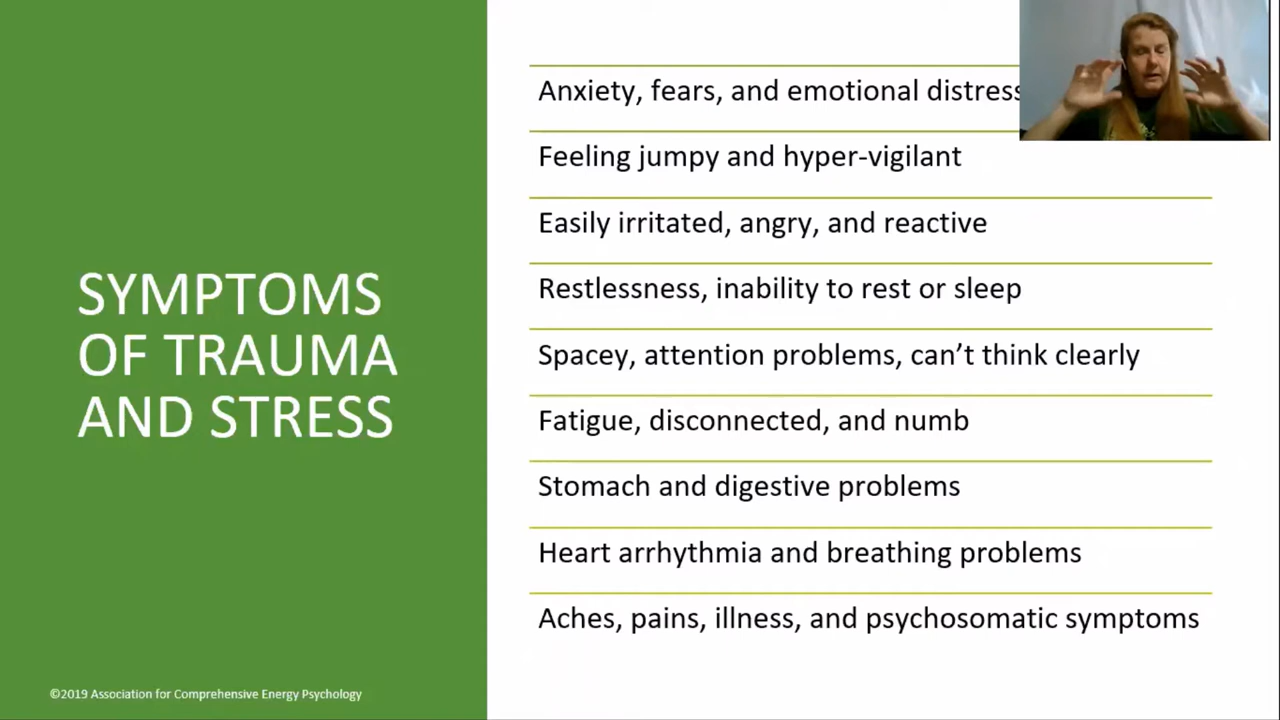 SYMPTOMS
OF TRAUMA
AND STRESS
Anxiety, fears, and emotional distress
Feeling jumpy and hyper-vigilant
Easily irritated, angry, and reactive
Restlessness, inability to rest or sleep
Spacey, attention problems, can’t think clearly
Fatigue, disconnected, and numb
Stomach and digestive problems
Heart arrhythmia and breathing problems
Aches, pains, illness, and psychosomatic symptoms
©2019 Association for Comprehensive Energy Psychology